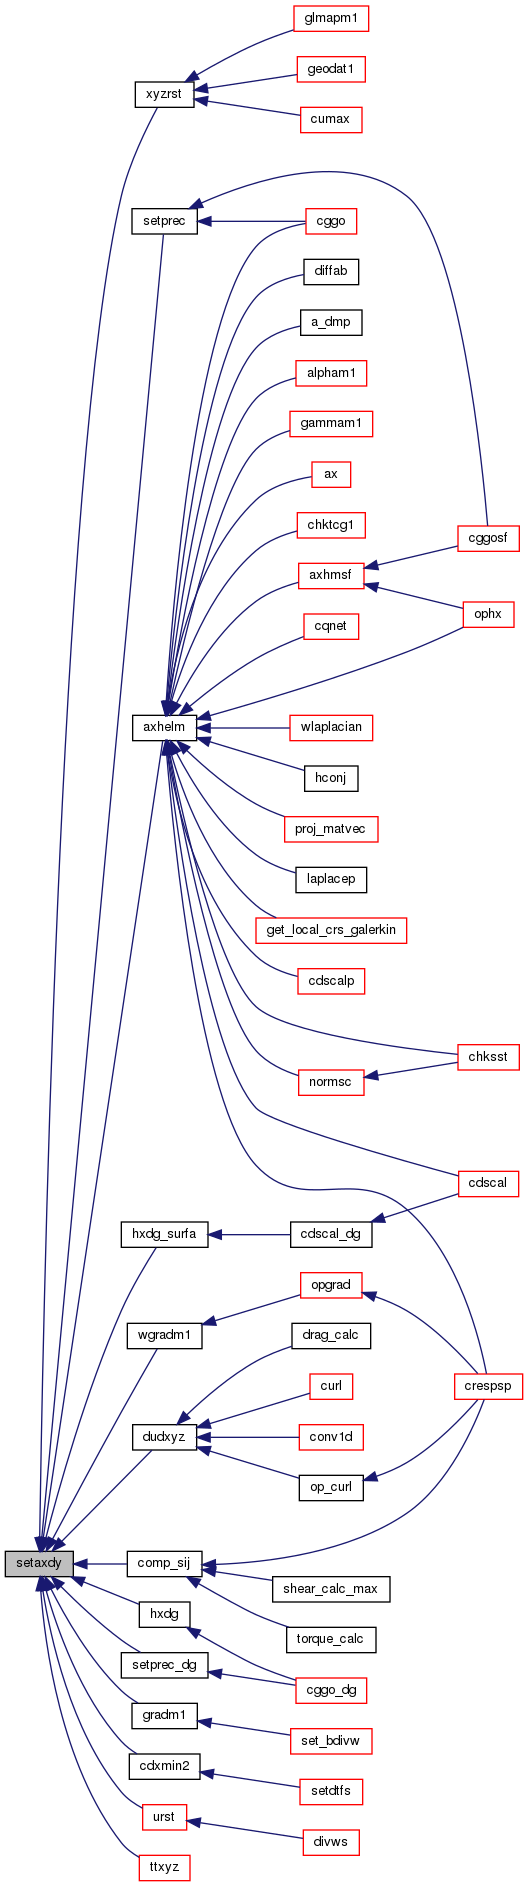 glmapm1
geodat1
xyzrst
cumax
setprec
cggo
diffab
a_dmp
alpham1
gammam1
ax
chktcg1
cggosf
axhmsf
ophx
cqnet
axhelm
wlaplacian
hconj
proj_matvec
laplacep
get_local_crs_galerkin
cdscalp
chksst
normsc
cdscal
hxdg_surfa
cdscal_dg
opgrad
wgradm1
drag_calc
crespsp
curl
dudxyz
conv1d
op_curl
setaxdy
comp_sij
shear_calc_max
hxdg
torque_calc
setprec_dg
cggo_dg
gradm1
set_bdivw
cdxmin2
setdtfs
urst
divws
ttxyz